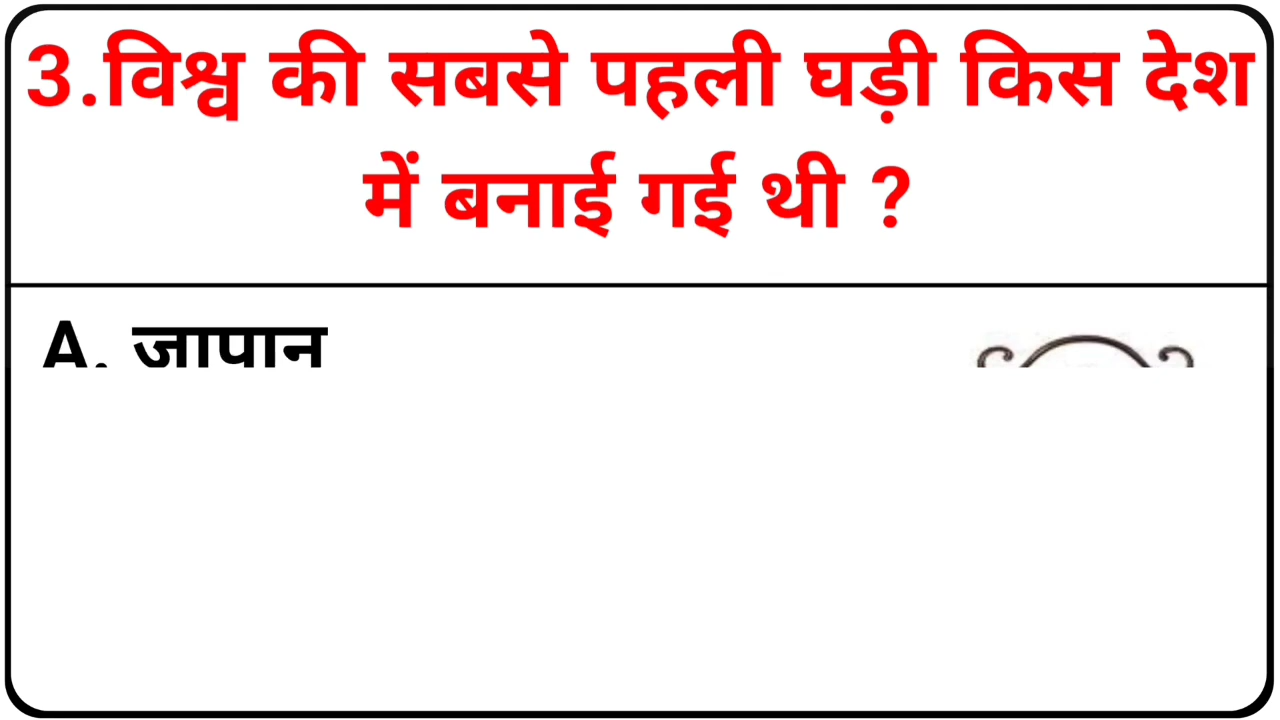 3.विश्व की सबसे पहली घड़ी किस देश
में बनाई गई थी ?
A. जापान